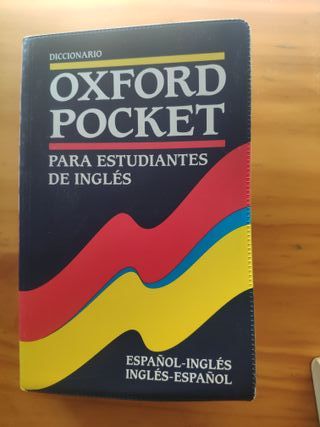 DICCIONARIO
OXFORD
POCKET
PARA ESTUDIANTES
DE INGLÉS
ESPAÑOL-INGLÉS
INGLÉS-ESPAÑOL